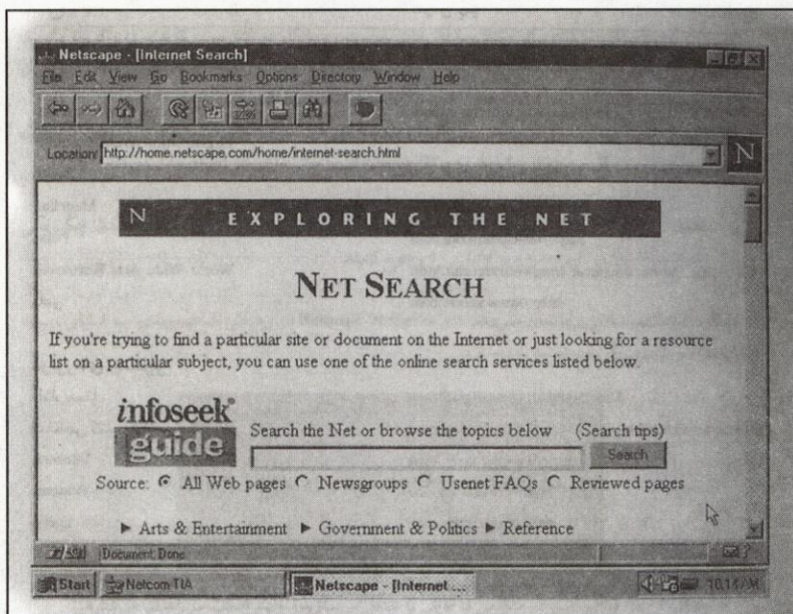 Netscape - [Internet Search]
File Edit View Go Bookmarks Options Directory Window Help
Location: http://home.netscape.com/home/internet-search.html
N
N EXPLORING THE NET
NET SEARCH
If you're trying to find a particular site or document on the Internet or just looking for a resource
list on a particular subject, you can use one of the online search services listed below.
infoseek
guide
Search the Net or browse the topics below (Search tips)
Search
Source: All Web pages Newsgroups Usenet FAQs Reviewed pages
Arts & Entertainment Government & Politics Reference
Document: Done
Start Netcom TIA Netscape - [Internet ... 10:14 AM